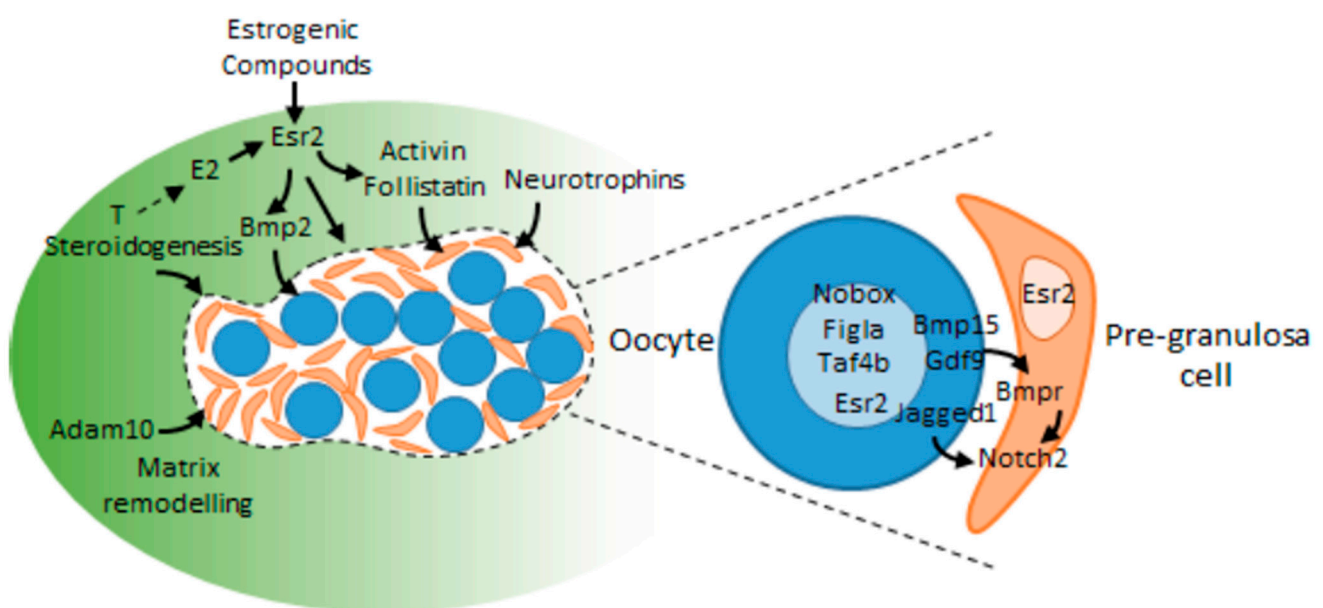 Estrogenic
Compounds
Esr2
E2
T
Steroidogenesis
Bmp2
Activin
Follistatin
Neurotrophins
Adam10
Matrix
remodelling
Oocyte
Nobox
Figla
Taf4b
Esr2
Bmp15
Gdf9
Jagged1
Esr2
Bmpr
Notch2
Pre-granulosa
cell